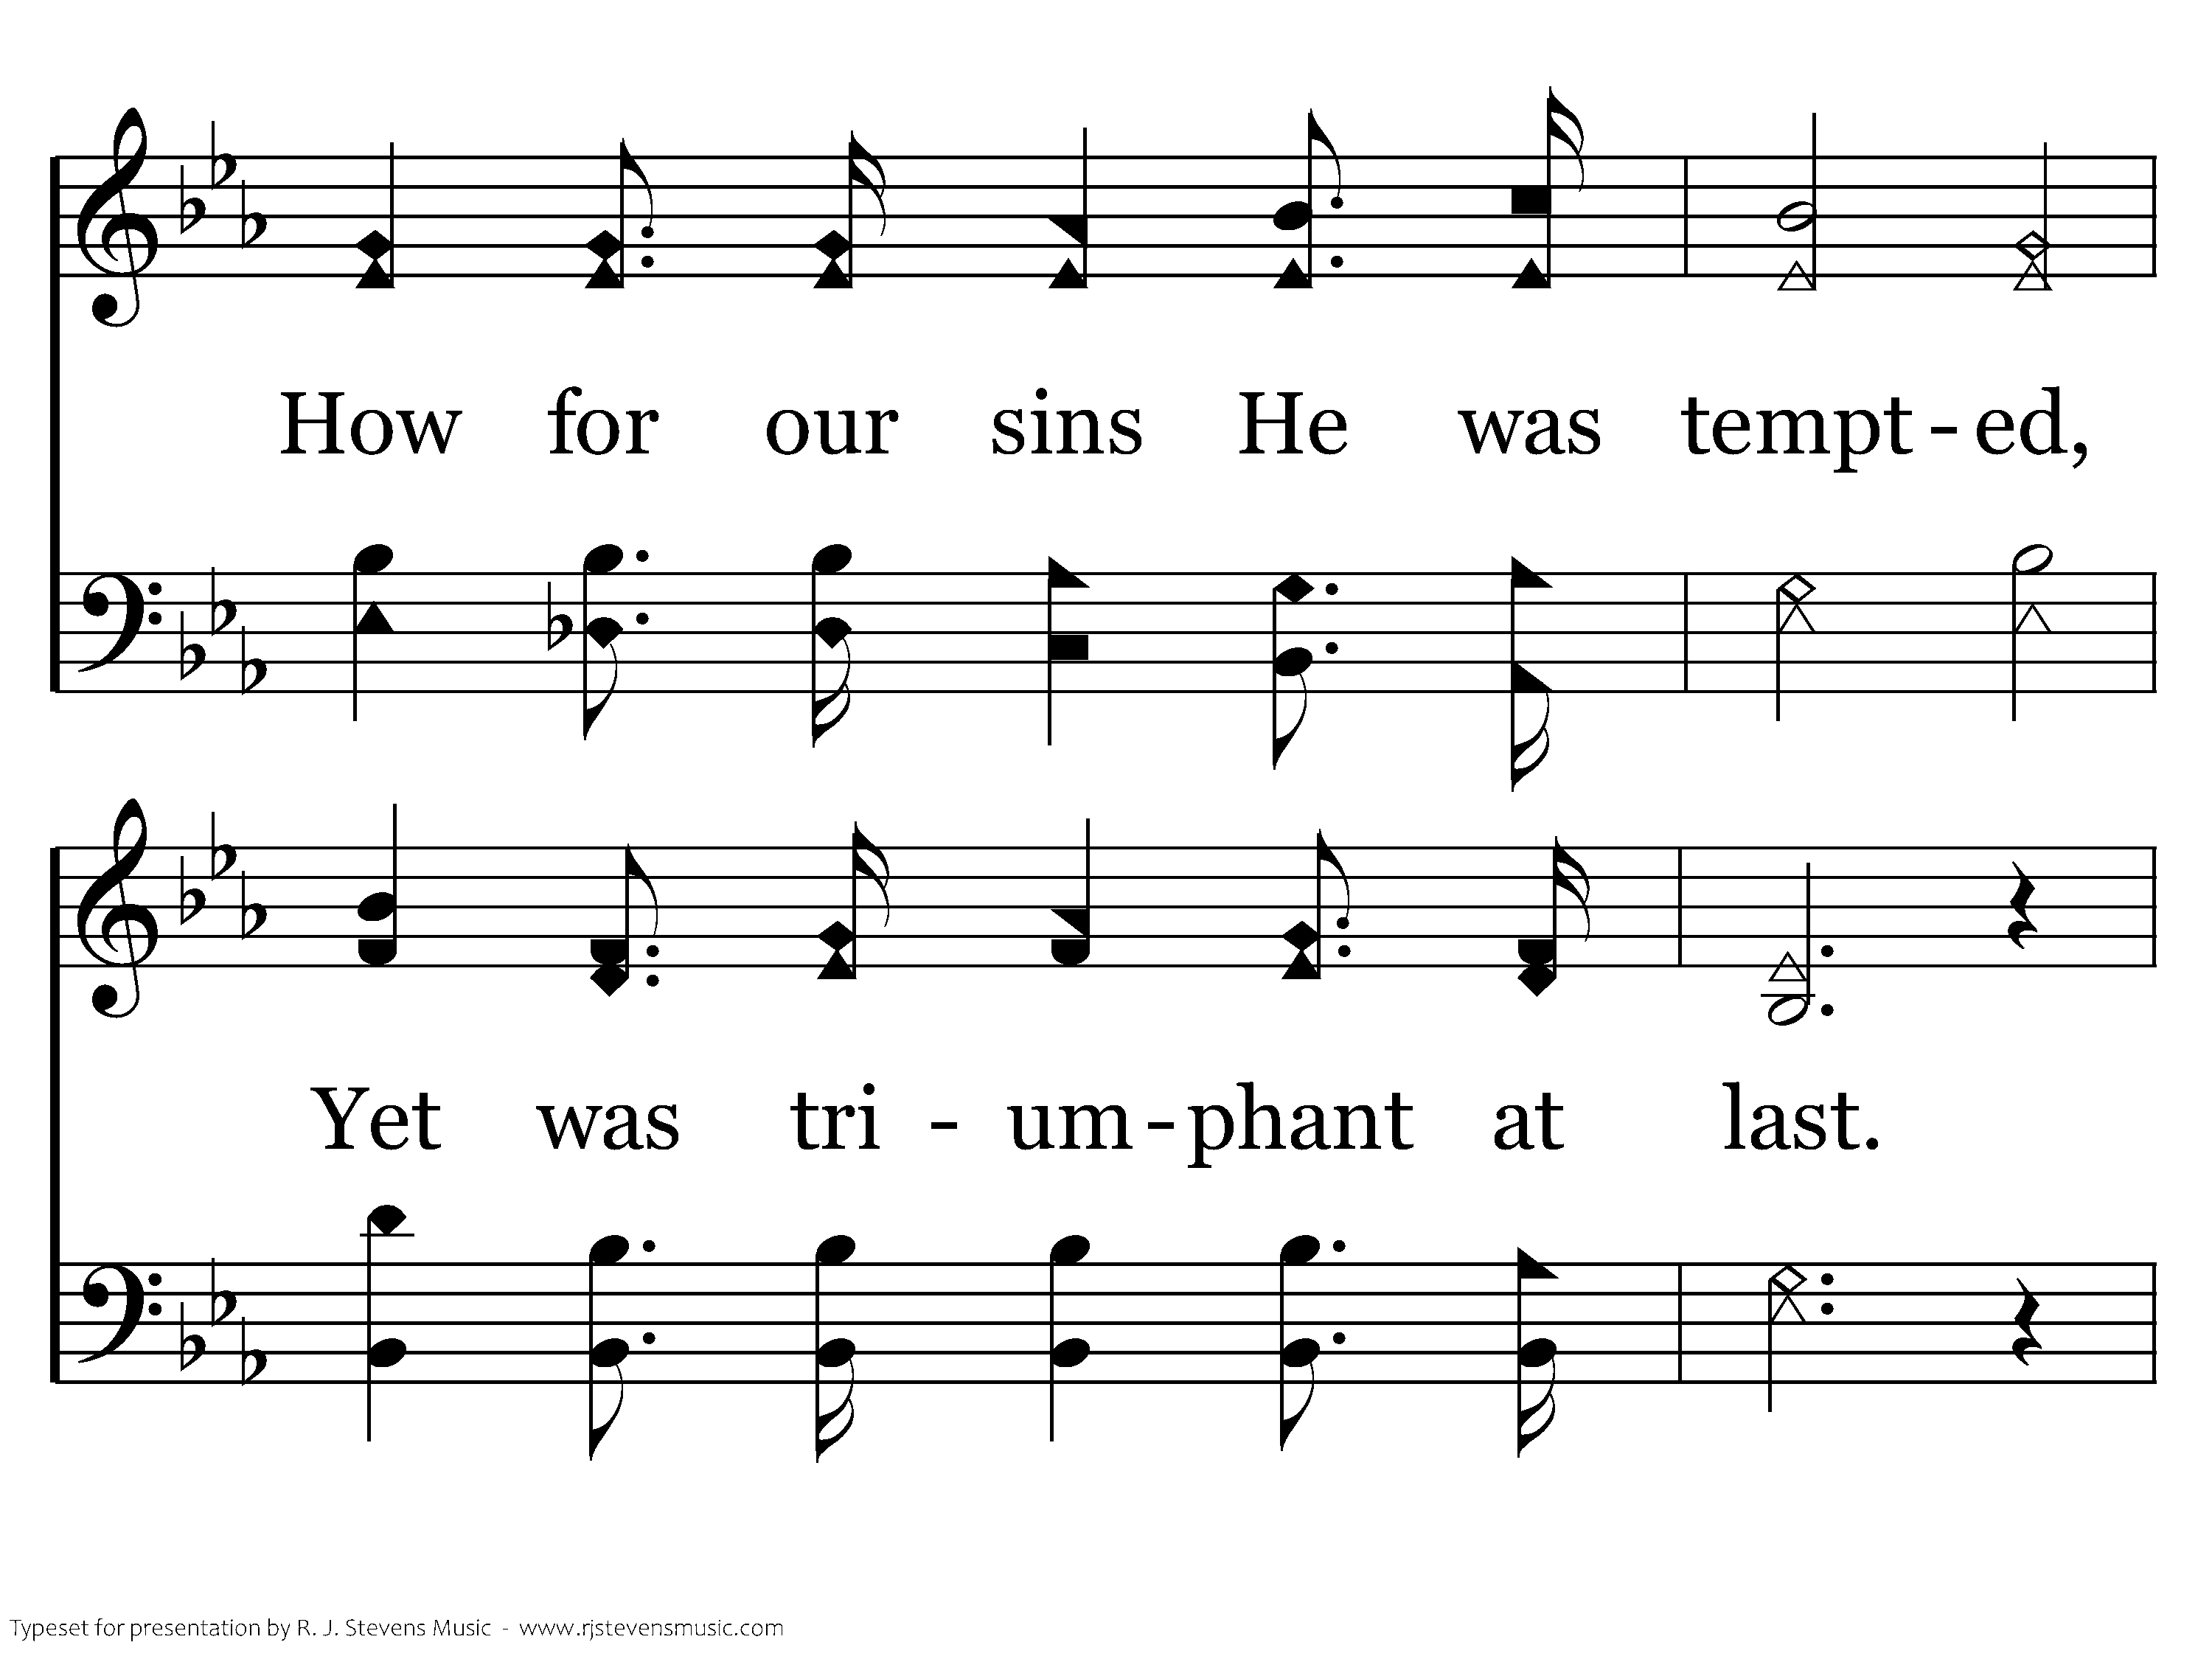 How for our sins He was tempt - ed,
Yet was tri - um - phant at last.
Typeset for presentation by R. J. Stevens Music - www.rjstevensmusic.com